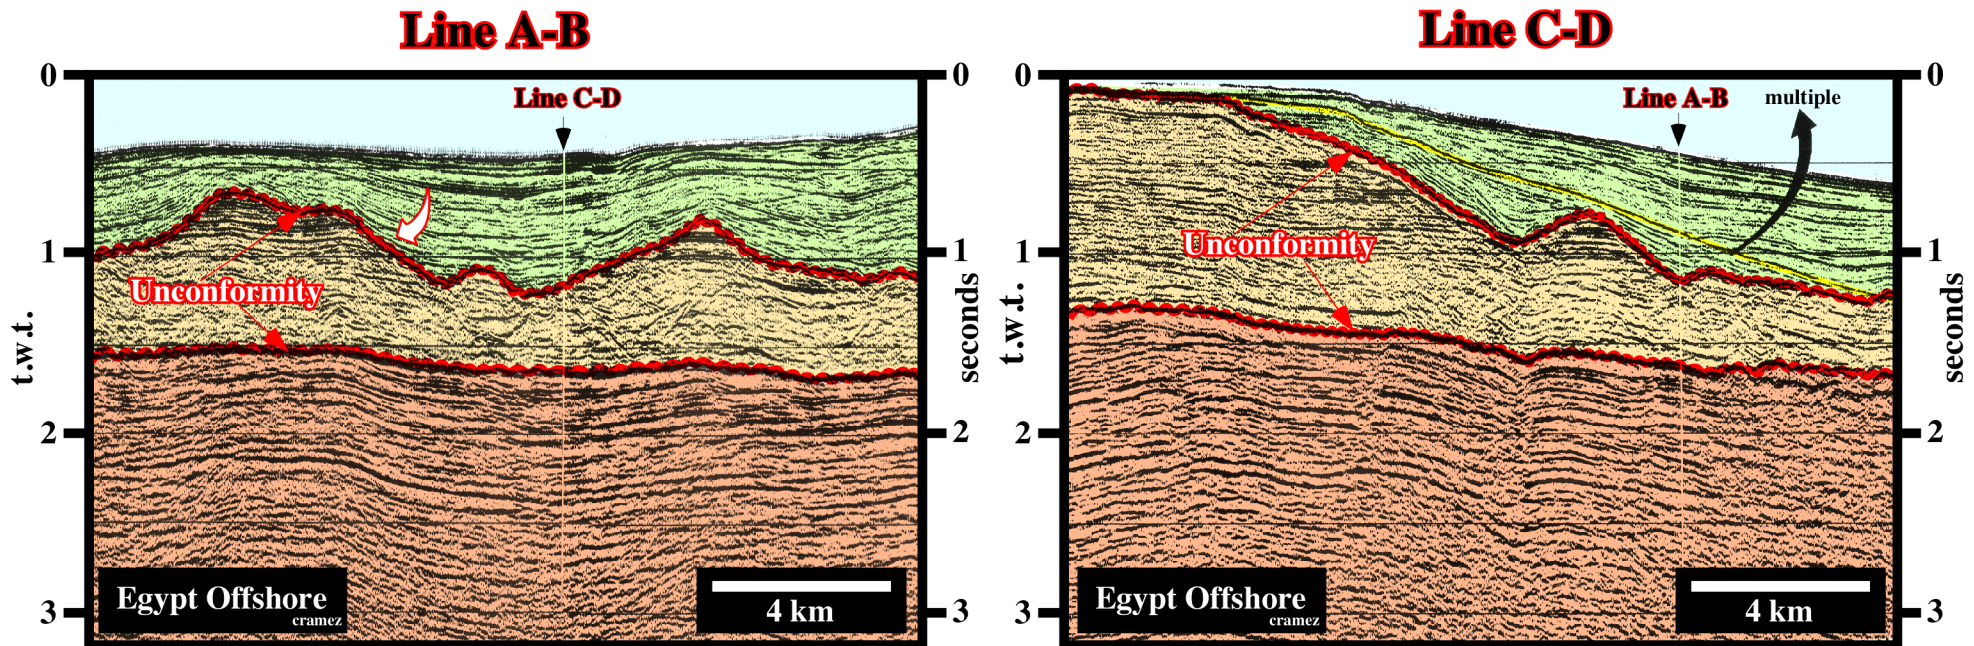 Line A-B
0
0
Line C-D
1
1
Unconformity
t.w.t.
seconds
2
2
Egypt Offshore
cramez
4 km
3
3
Line C-D
0
0
Line A-B
multiple
1
1
Unconformity
t.w.t.
seconds
2
2
Egypt Offshore
cramez
4 km
3
3